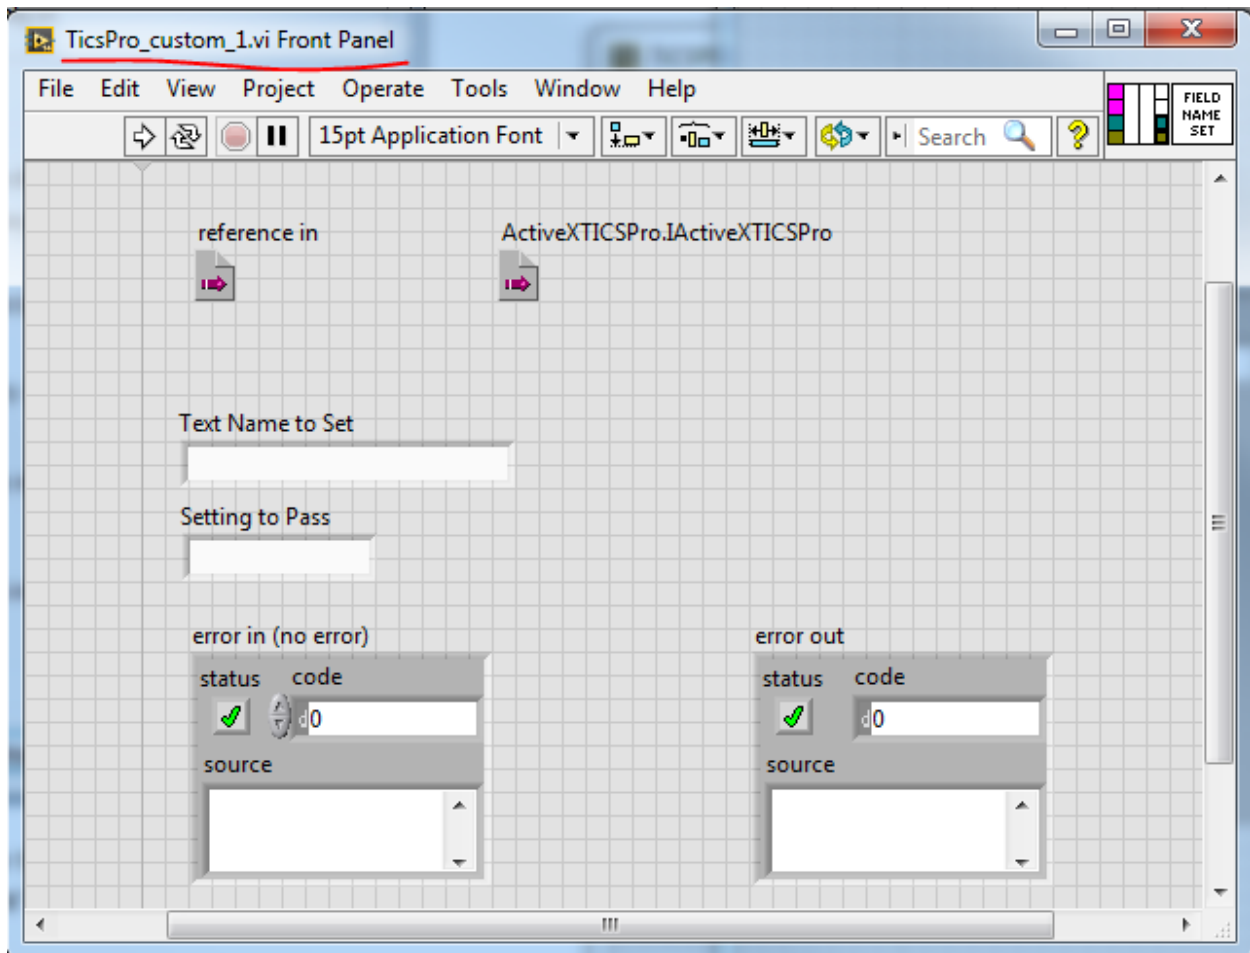 TicsPro_custom_1.vi Front Panel
File Edit View Project Operate Tools Window Help
15pt Application Font
Search
?
FIELD
NAME
SET
reference in
ActiveXTICSPro.IActiveXTICSPro
Text Name to Set
Setting to Pass
error in (no error)
error out
status code
d0
source
status code
d0
source